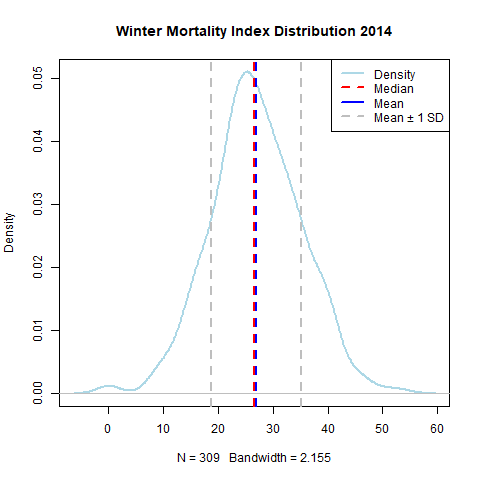 Winter Mortality Index Distribution 2014
Density
Median
Mean
Mean ± 1 SD
Density
0.05
0.04
0.03
0.02
0.01
0.00
0 10 20 30 40 50 60
N = 309 Bandwidth = 2.155